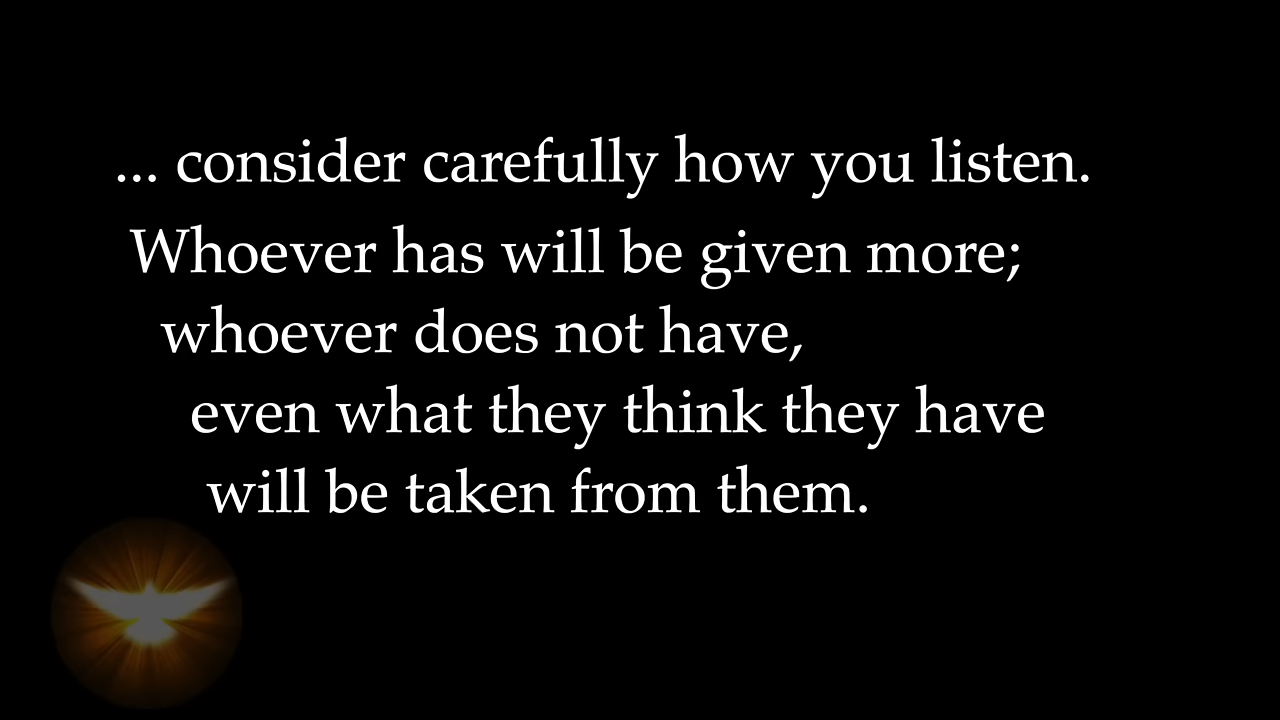 ... consider carefully how you listen.
Whoever has will be given more;
whoever does not have,
even what they think they have
will be taken from them.